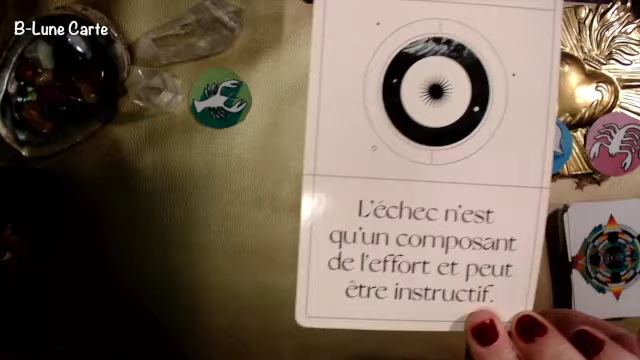 B-Lune Carte
L'échec n'est
qu'un composant
de l'effort et peut
être instructif.